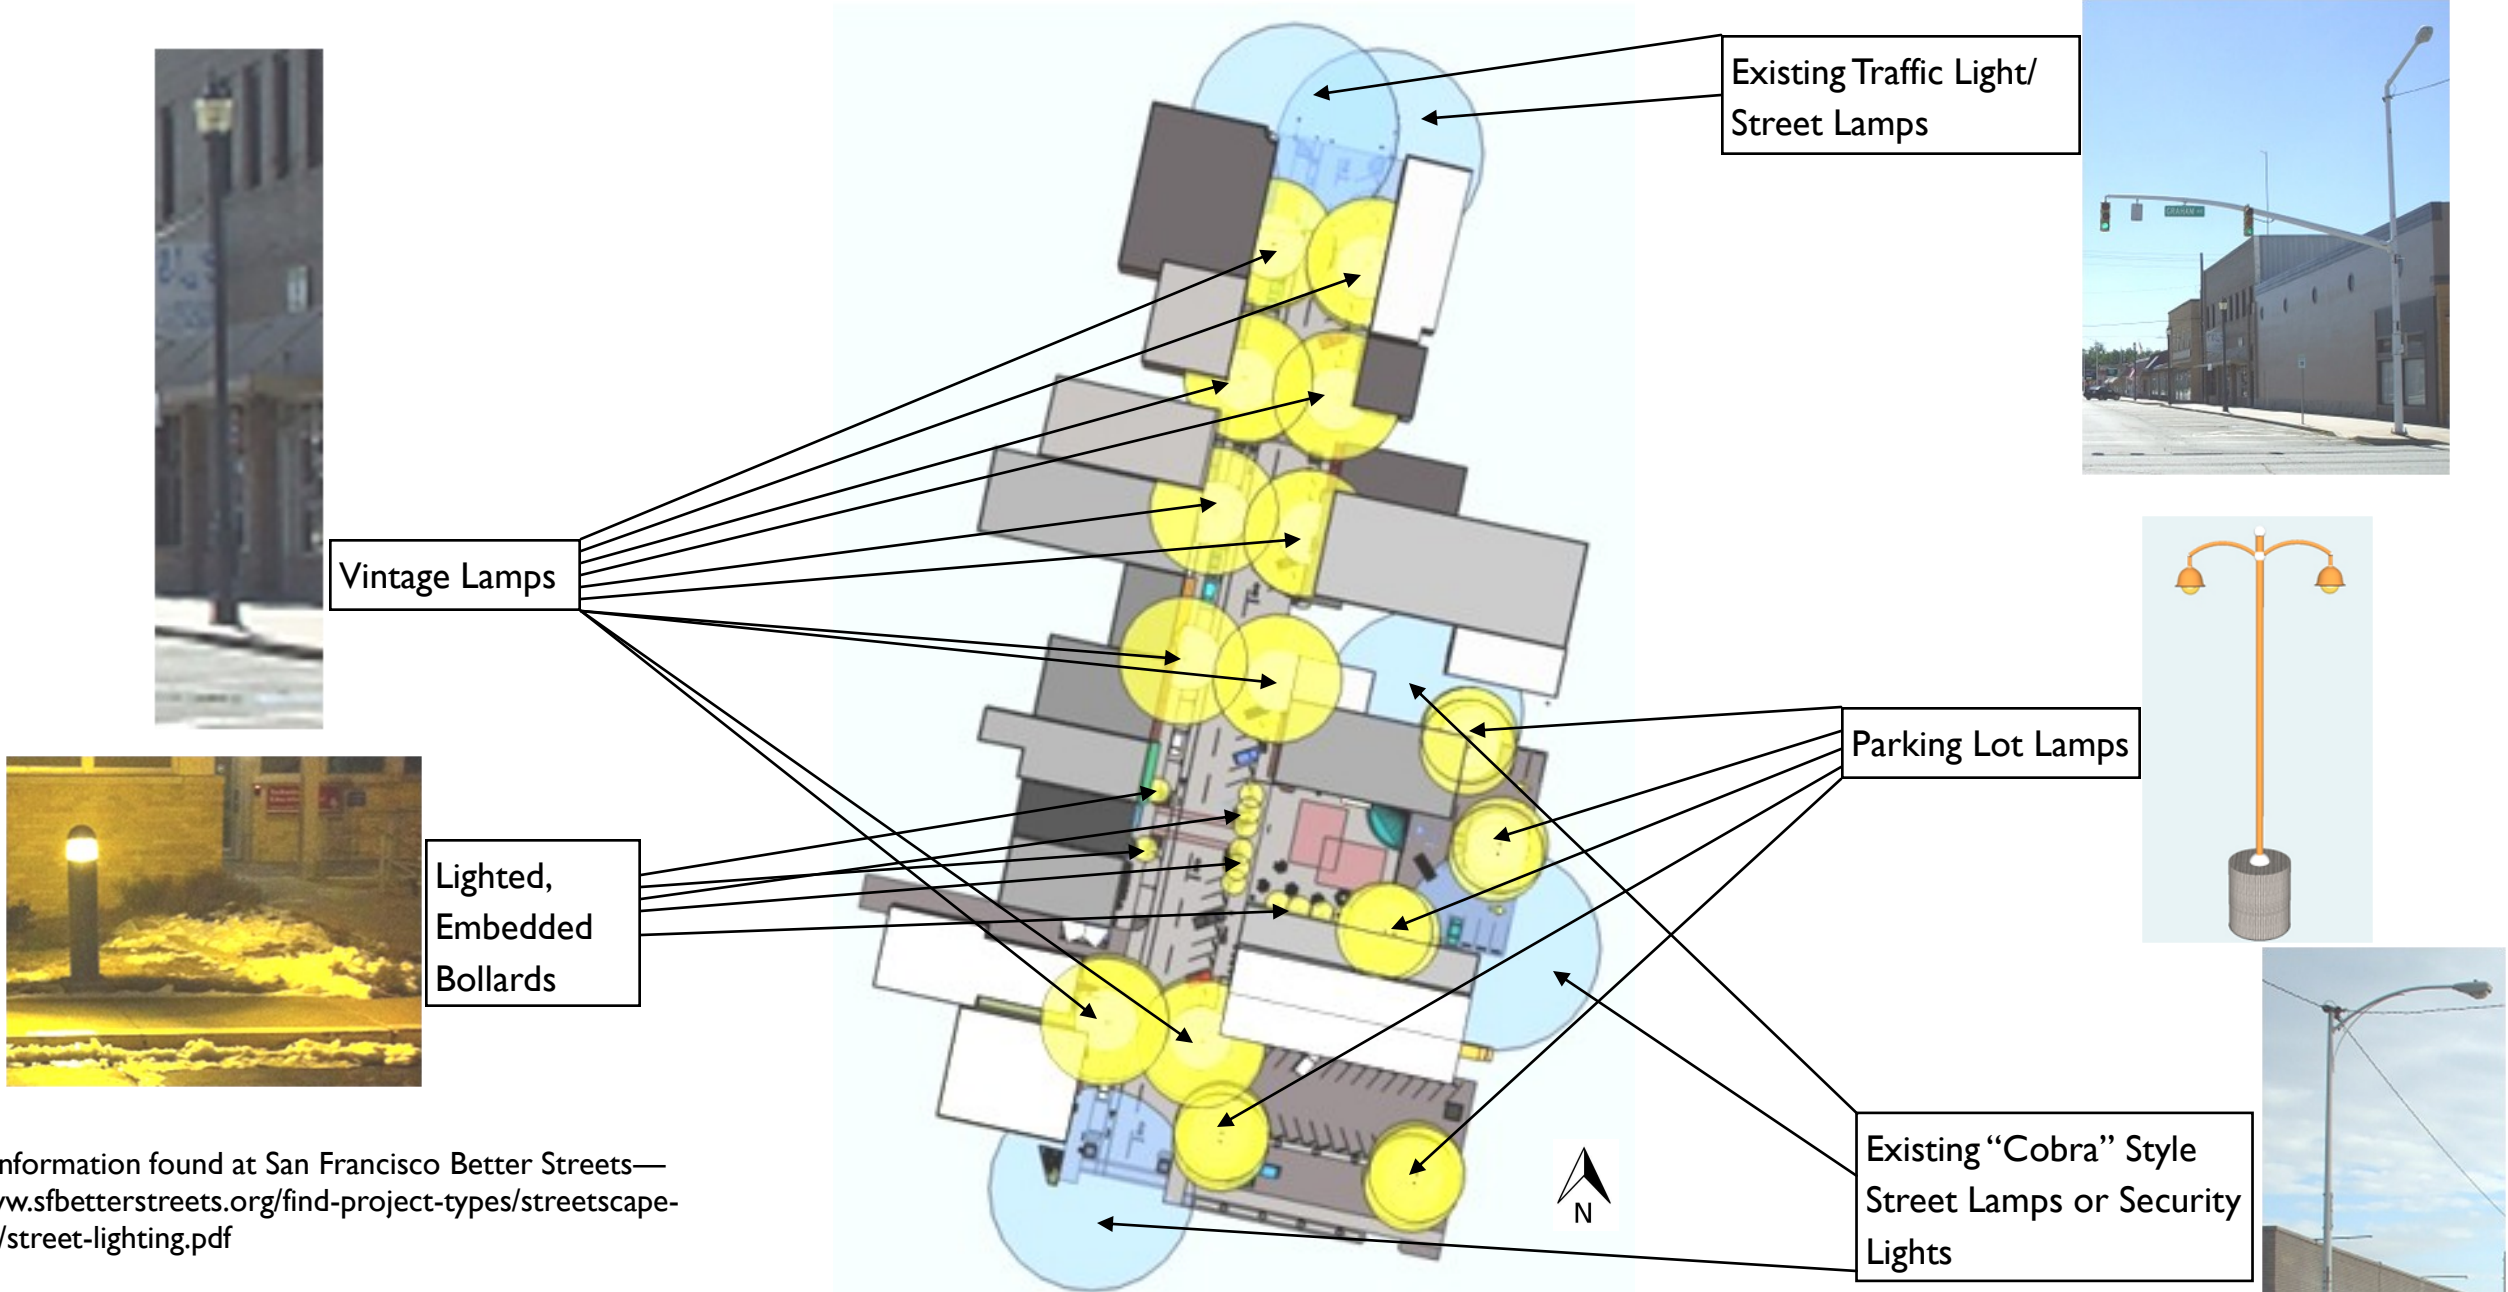 Existing Traffic Light/
Street Lamps
GRAHAM
Vintage Lamps
Parking Lot Lamps
Lighted,
Embedded
Bollards
Existing “Cobra” Style
Street Lamps or Security
Lights
N
nformation found at San Francisco Better Streets—
w.sfbetterstreets.org/find-project-types/streetscape-
/street-lighting.pdf